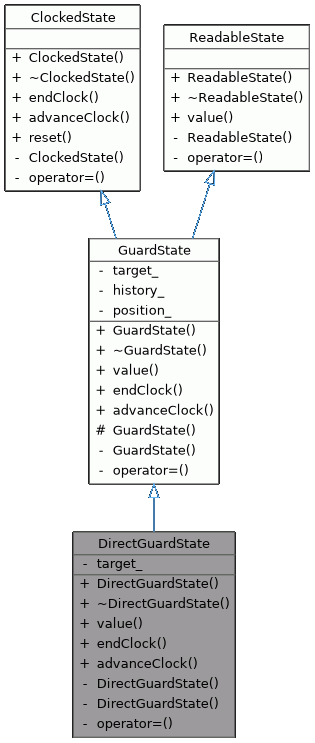 ClockedState
+ ClockedState()
+ ~ClockedState()
+ endClock()
+ advanceClock()
+ reset()
- ClockedState()
- operator=()
ReadableState
+ ReadableState()
+ ~ReadableState()
+ value()
- ReadableState()
- operator=()
GuardState
- target_
- history_
- position_
+ GuardState()
+ ~GuardState()
+ value()
+ endClock()
+ advanceClock()
# GuardState()
- GuardState()
- operator=()
DirectGuardState
- target_
+ DirectGuardState()
+ ~DirectGuardState()
+ value()
+ endClock()
+ advanceClock()
- DirectGuardState()
- DirectGuardState()
- operator=()